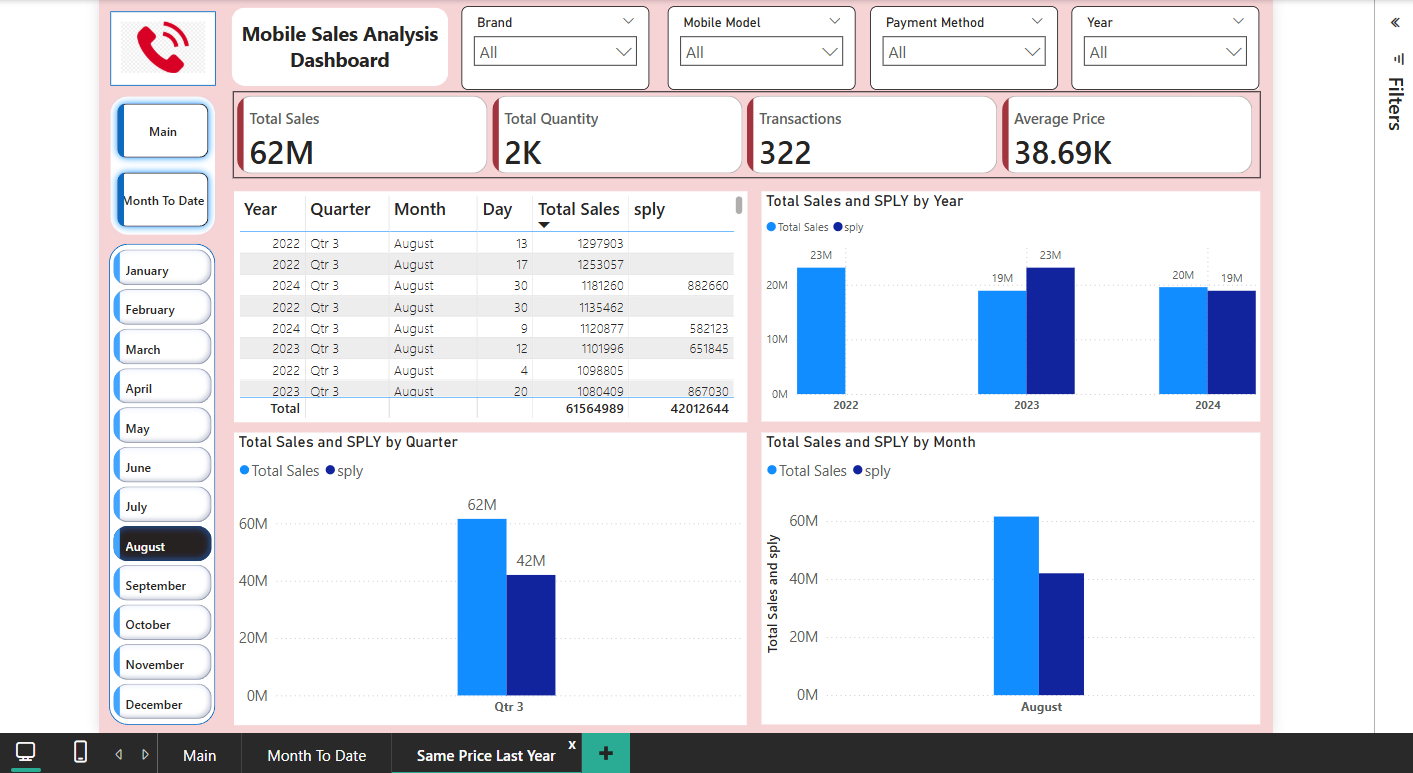 Mobile Sales Analysis
Dashboard
Brand
All
Mobile Model
All
Payment Method
All
Year
All
Filters
Main
Month To Date
January
February
March
April
May
June
July
August
September
October
November
December
Total Sales
62M
Total Quantity
2K
Transactions
322
Average Price
38.69K
Year Quarter Month Day Total Sales sply
2022 Qtr 3 August 13 1297903
2022 Qtr 3 August 17 1253057
2024 Qtr 3 August 30 1181260 882660
2022 Qtr 3 August 30 1135462
2024 Qtr 3 August 9 1120877 582123
2023 Qtr 3 August 12 1101996 651845
2022 Qtr 3 August 4 1098805
2023 Qtr 3 August 20 1080409 867030
Total 61564989 42012644
Total Sales and SPLY by Year
Total Sales sply
23M
19M
23M
20M
19M
20M
10M
0M
2022 2023 2024
Total Sales and SPLY by Quarter
Total Sales sply
62M
42M
60M
40M
20M
0M
Qtr 3
Total Sales and SPLY by Month
Total Sales sply
Total Sales and sply
60M
40M
20M
0M
August
Main
Month To Date
Same Price Last Year
x
+